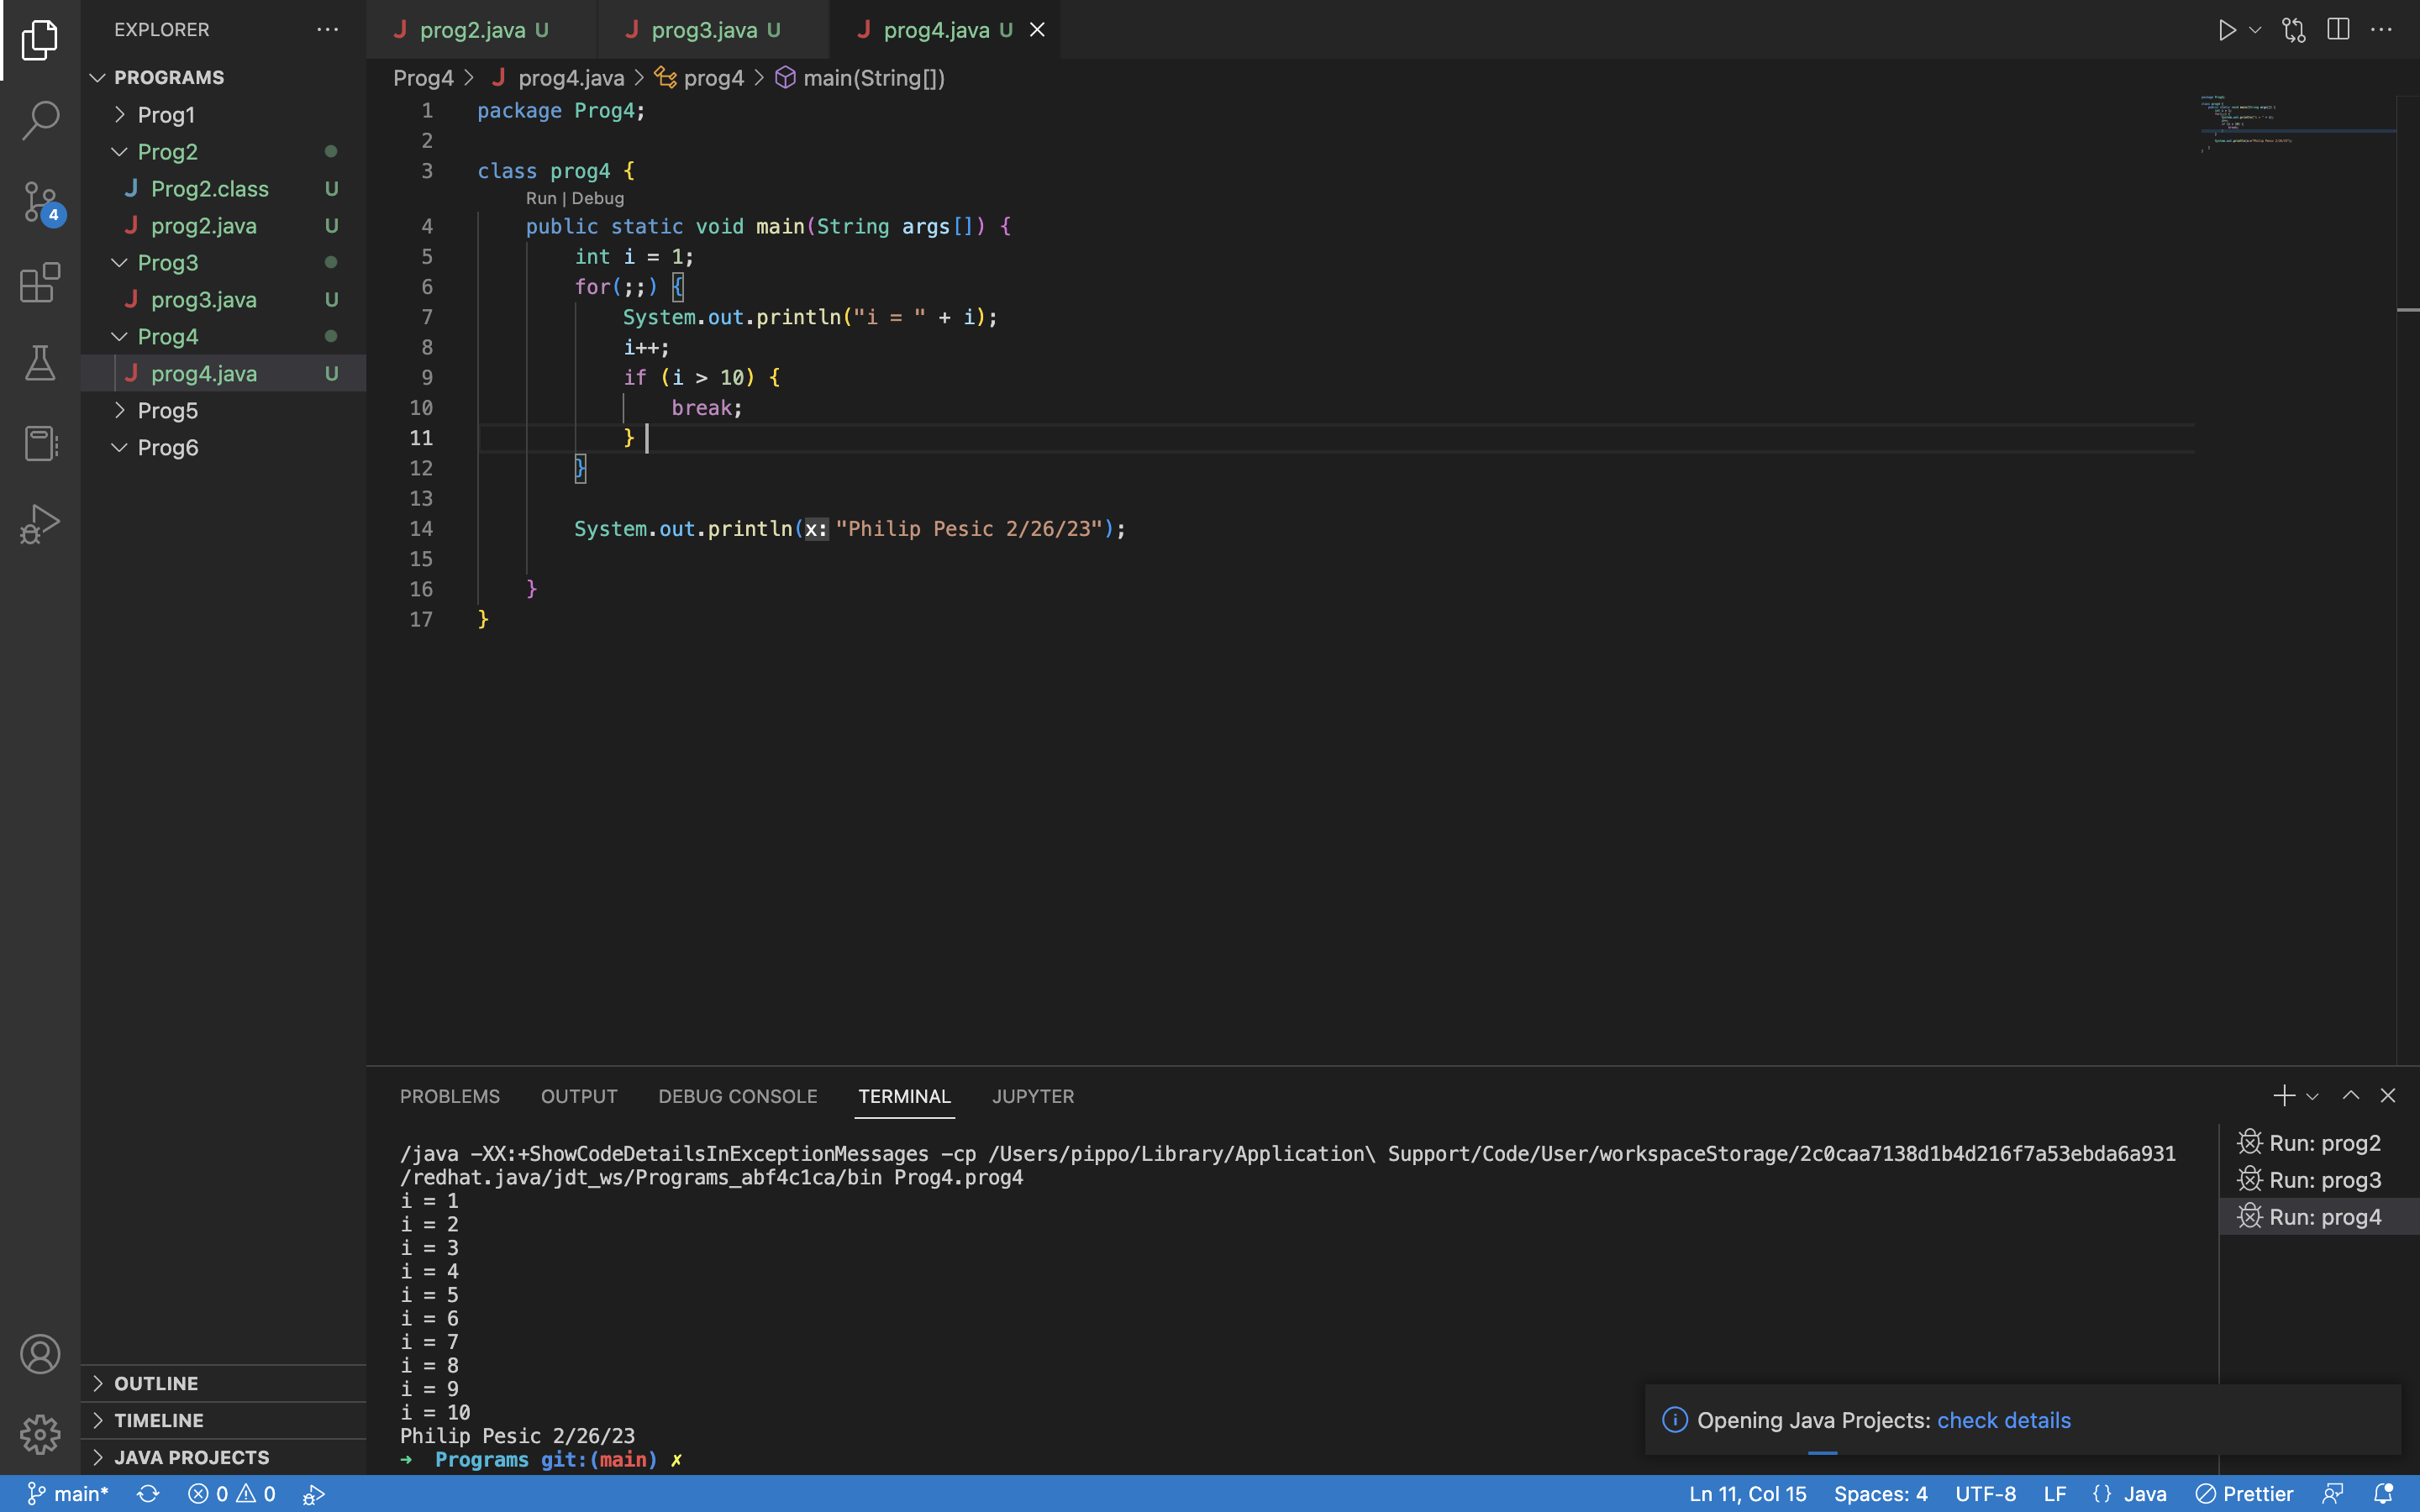 EXPLORER
PROGRAMS
Prog1
Prog2
Prog2.class U
prog2.java U
Prog3
prog3.java U
Prog4
prog4.java U
Prog5
Prog6
4
OUTLINE
TIMELINE
JAVA PROJECTS
prog2.java U prog3.java U prog4.java U
Prog4 > prog4.java > prog4 > main(String[])
1 package Prog4;
2
3 class prog4 {
Run | Debug
4 public static void main(String args[]) {
5 int i = 1;
6 for(;;) {
7 System.out.println("i = " + i);
8 i++;
9 if (i > 10) {
10 break;
11 }
12 }
13
14 System.out.println(x: "Philip Pesic 2/26/23");
15
16 }
17 }
PROBLEMS OUTPUT DEBUG CONSOLE TERMINAL JUPYTER
/java -XX:+ShowCodeDetailsInExceptionMessages -cp /Users/pippo/Library/Application\ Support/Code/User/workspaceStorage/2c0caa7138d1b4d216f7a53ebda6a931
/redhat.java/jdt_ws/Programs_abf4c1ca/bin Prog4.prog4
i = 1
i = 2
i = 3
i = 4
i = 5
i = 6
i = 7
i = 8
i = 9
i = 10
Philip Pesic 2/26/23
➜ Programs git:(main) ✗
Run: prog2
Run: prog3
Run: prog4
Opening Java Projects: check details
main* 0 0 Ln 11, Col 15 Spaces: 4 UTF-8 LF {} Java Prettier